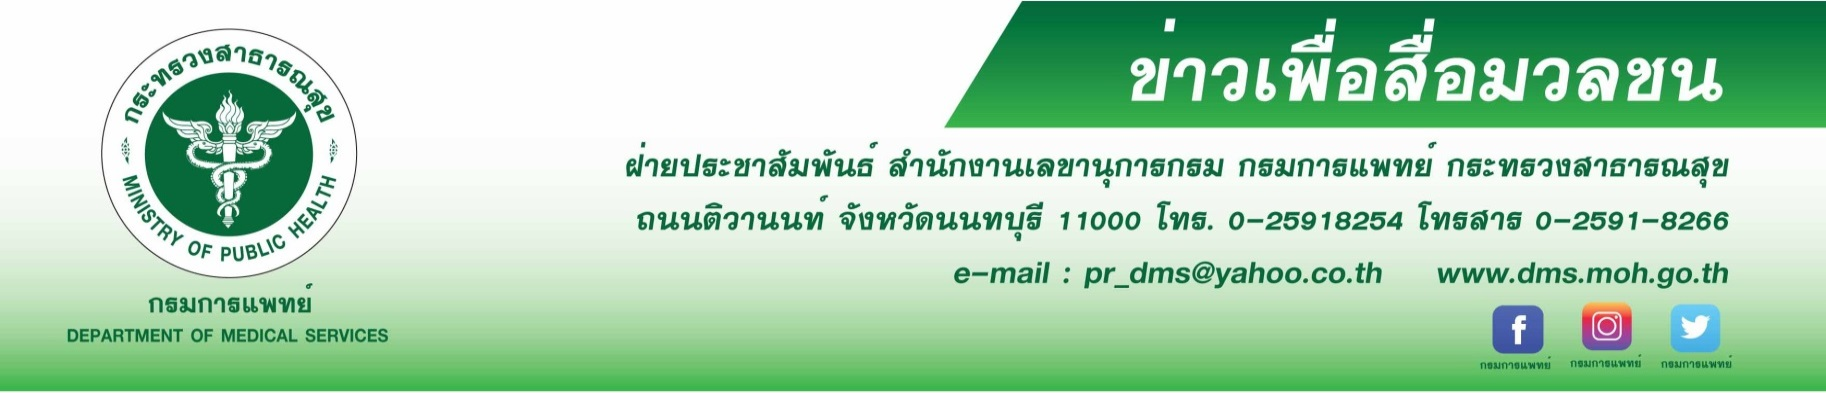 ข่าวเพื่อสื่อมวลชน
กระทรวงสาธารณสุข
MINISTRY OF PUBLIC HEALTH
กรมการแพทย์
DEPARTMENT OF MEDICAL SERVICES
ฝ่ายประชาสัมพันธ์ สำนักงานเลขานุการกรม กรมการแพทย์ กระทรวงสาธารณสุข
ถนนติวานนท์ จังหวัดนนทบุรี 11000 โทร. 0-25918254 โทรสาร 0-2591-8266
e-mail : pr_dms@yahoo.co.th www.dms.moh.go.th
กรมการแพทย์ กรมการแพทย์ กรมการแพทย์